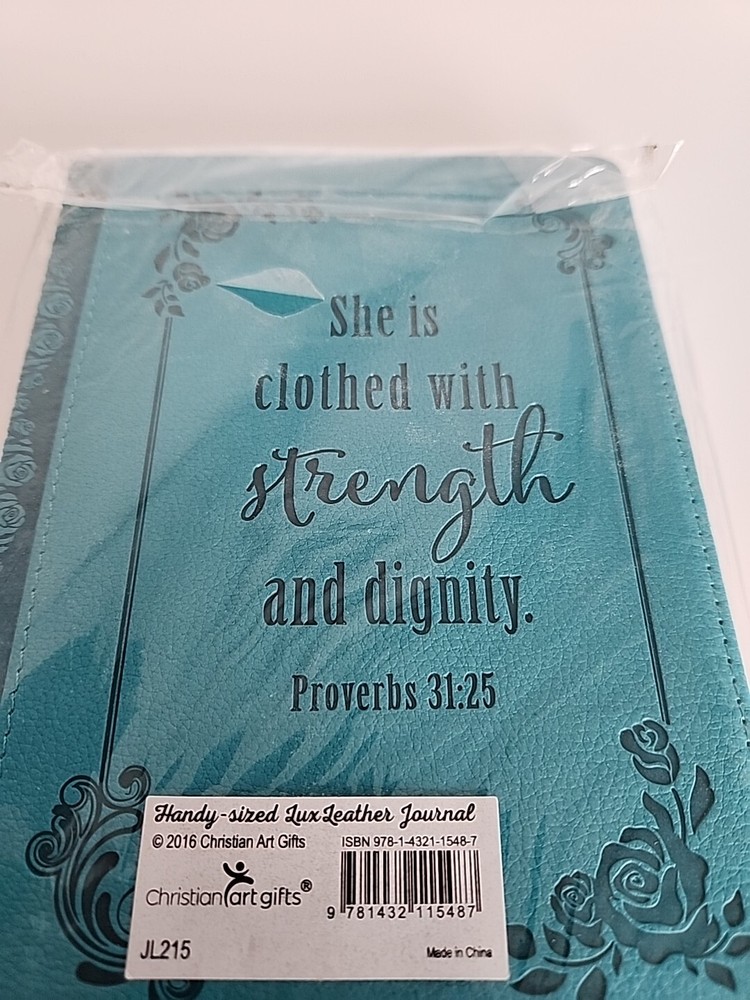 She is
clothed with
strength
and dignity.
Proverbs 31:25
Handy-sized LuxLeather Journal
© 2016 Christian Art Gifts
ISBN 978-1-4321-1548-7
Christian art gifts®
9 781432 115487
JL215
Made in China